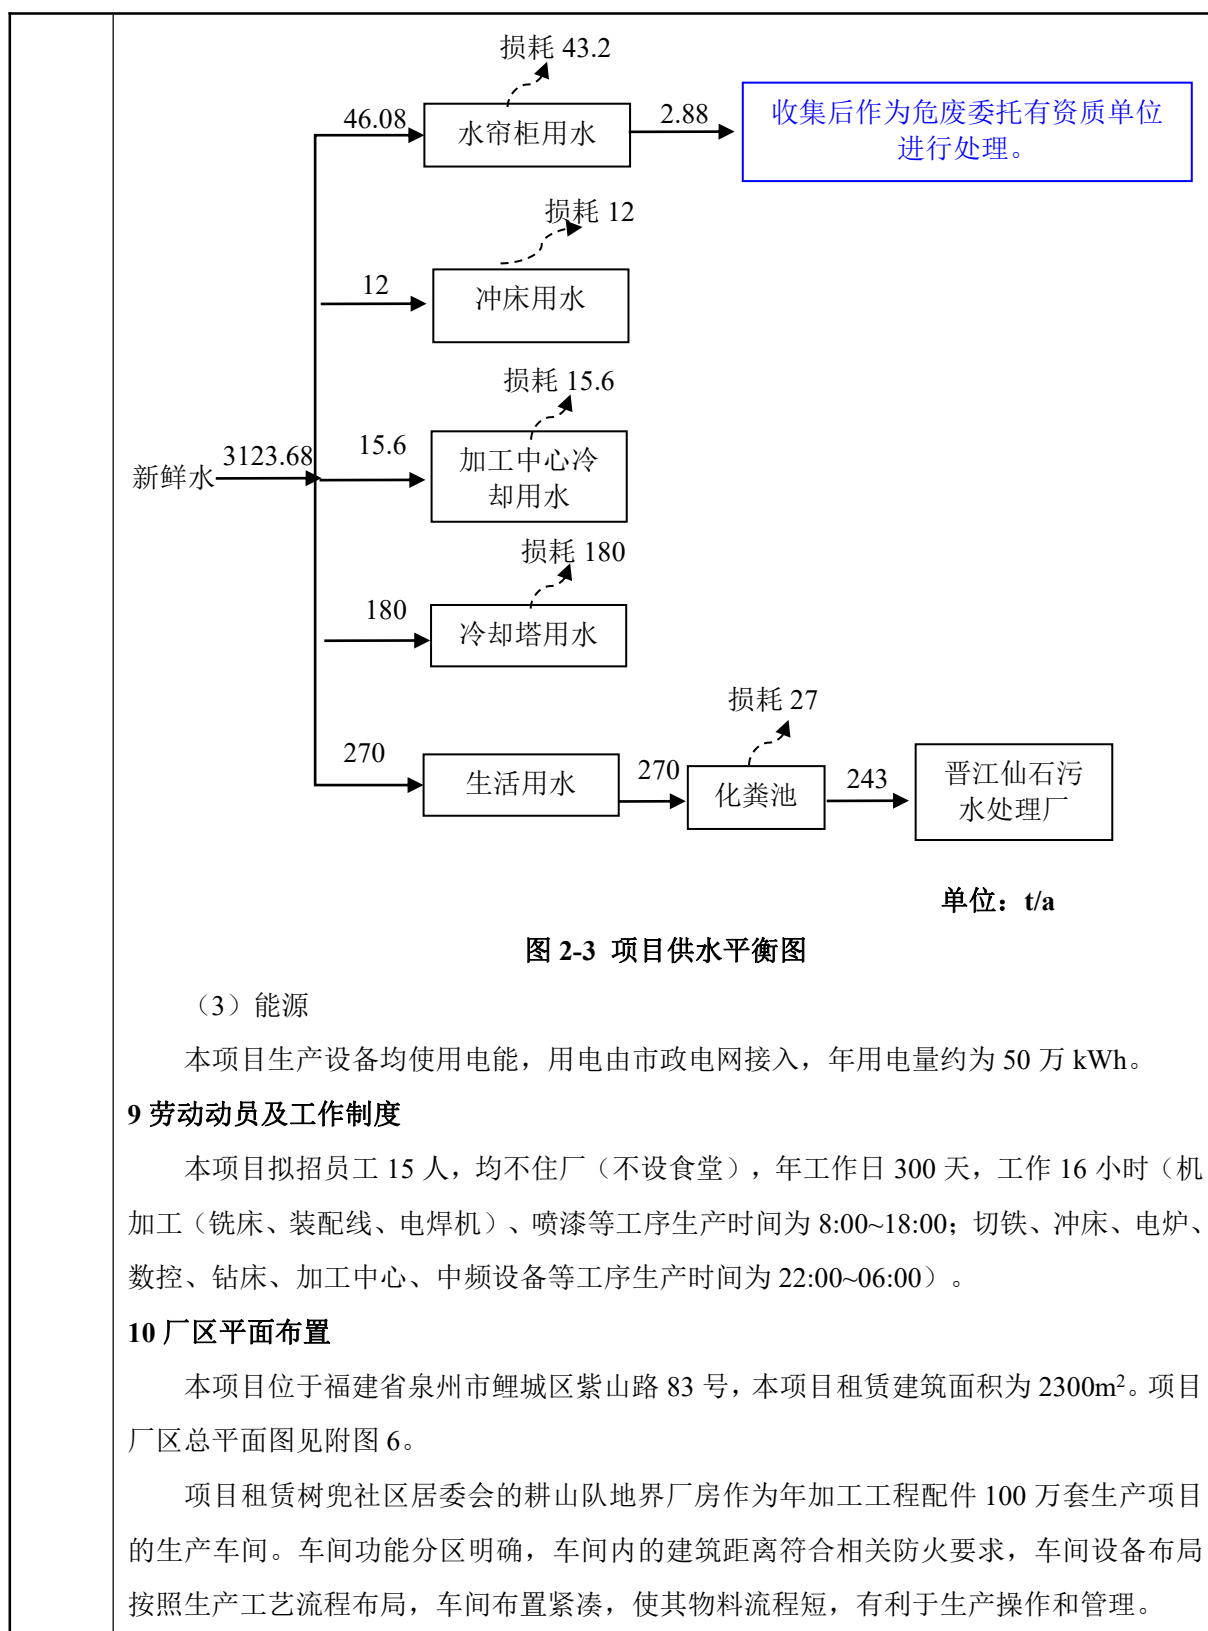 损耗 43.2
46.08
水帘柜用水
2.88
收集后作为危废委托有资质单位
进行处理。
损耗 12
12
冲床用水
损耗 15.6
新鲜水
3123.68
15.6
加工中心冷
却用水
损耗 180
180
冷却塔用水
损耗 27
270
生活用水
270
化粪池
243
晋江仙石污
水处理厂
单位：t/a
图 2-3 项目供水平衡图
（3）能源
本项目生产设备均使用电能，用电由市政电网接入，年用电量约为 50 万 kWh。
9 劳动动员及工作制度
本项目拟招员工 15 人，均不住厂（不设食堂），年工作日 300 天，工作 16 小时（机
加工（铣床、装配线、电焊机）、喷漆等工序生产时间为 8:00~18:00；切铁、冲床、电炉、
数控、钻床、加工中心、中频设备等工序生产时间为 22:00~06:00）。
10 厂区平面布置
本项目位于福建省泉州市鲤城区紫山路 83 号，本项目租赁建筑面积为 2300m²。项目
厂区总平面图见附图 6。
项目租赁树兜社区居委会的耕山队地界厂房作为年加工工程配件 100 万套生产项目
的生产车间。车间功能分区明确，车间内的建筑距离符合相关防火要求，车间设备布局
按照生产工艺流程布局，车间布置紧凑，使其物料流程短，有利于生产操作和管理。